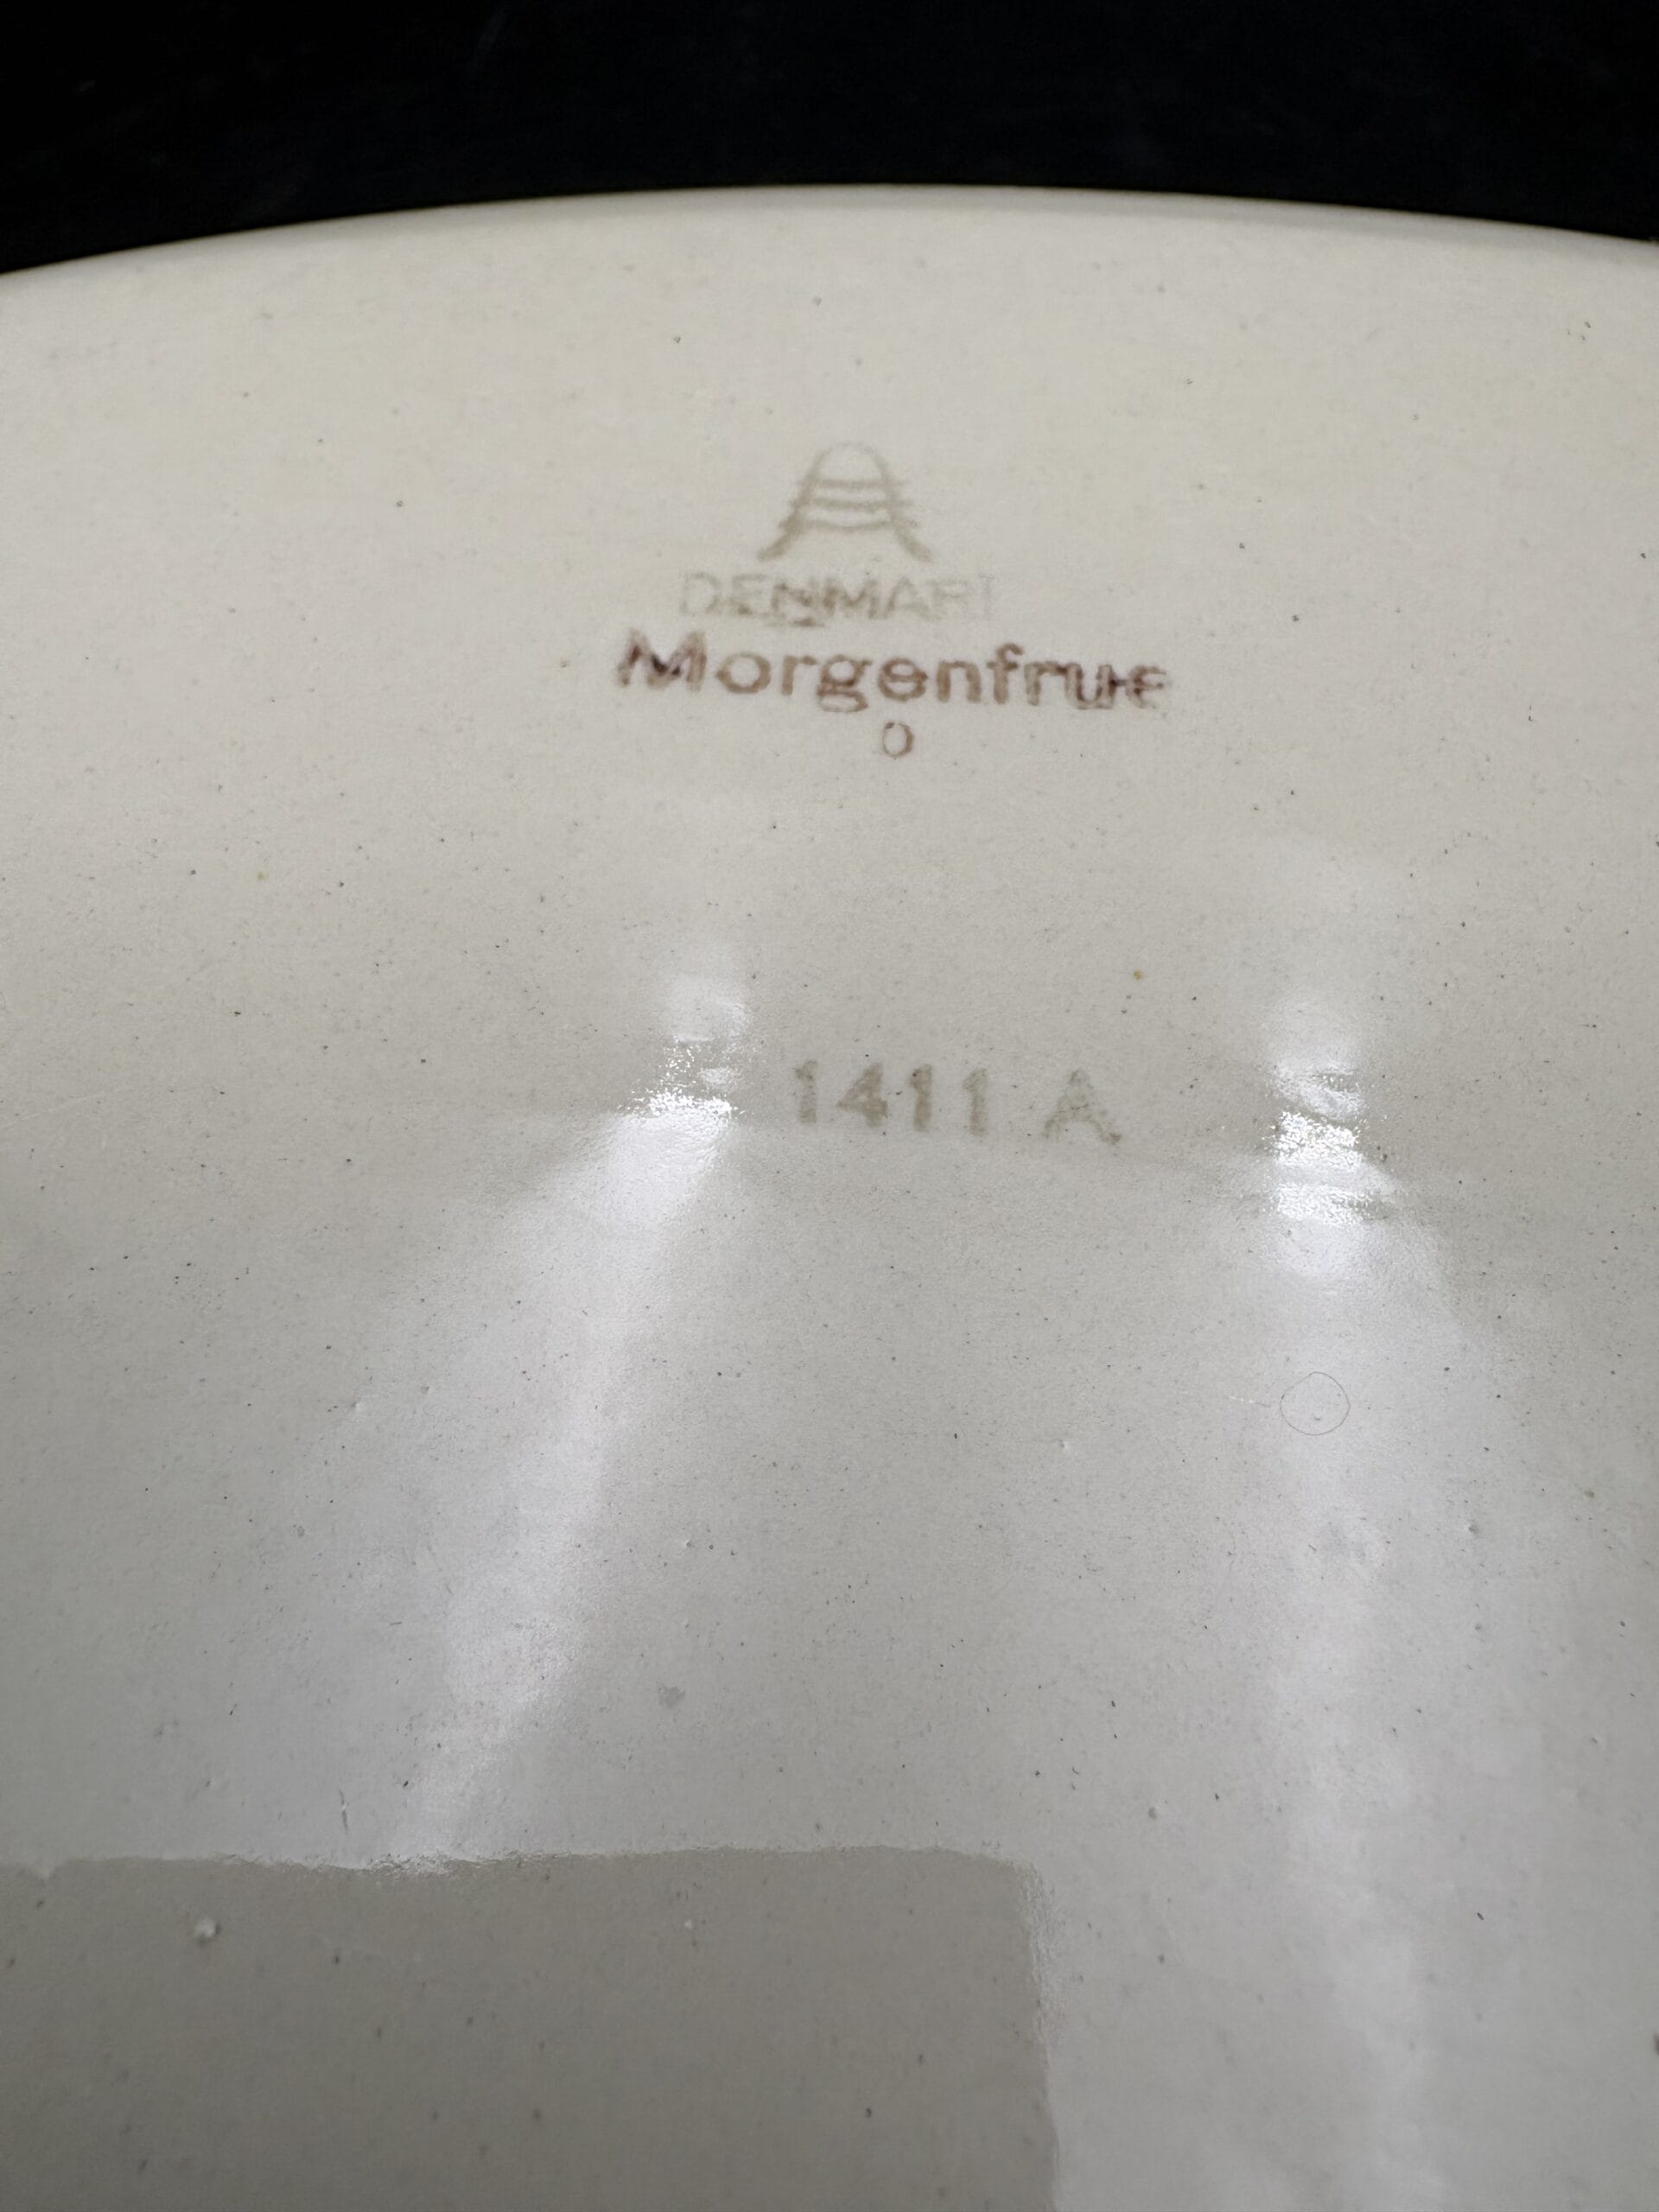 DENMARK
Morgenfrue
0
1411 A